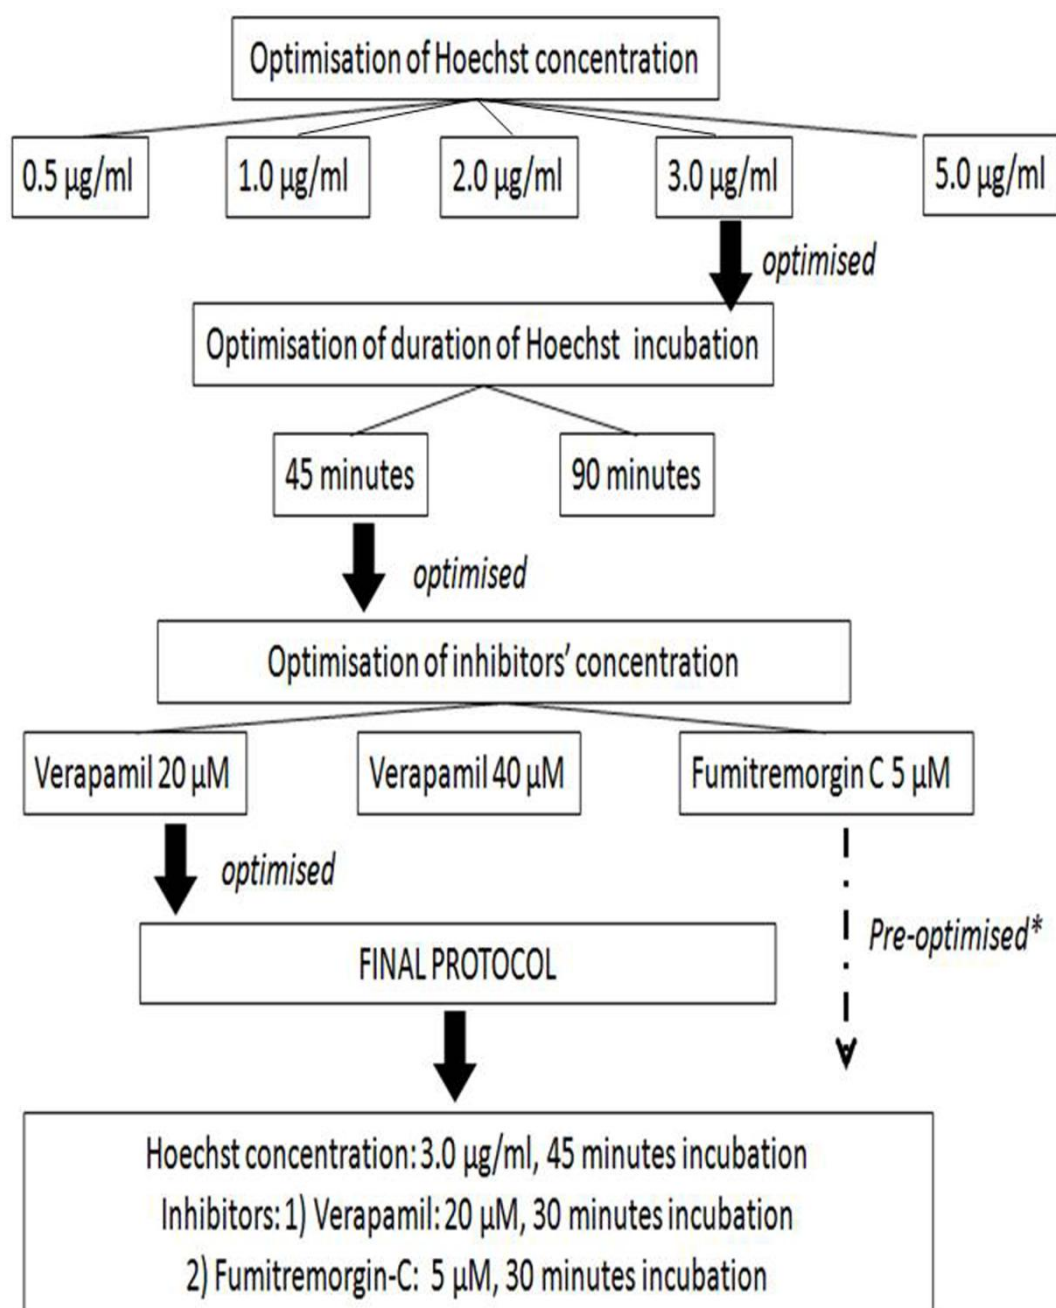 Optimisation of Hoechst concentration
0.5 µg/ml
1.0 µg/ml
2.0 µg/ml
3.0 µg/ml
5.0 µg/ml
optimised
Optimisation of duration of Hoechst incubation
45 minutes
90 minutes
optimised
Optimisation of inhibitors’ concentration
Verapamil 20 µM
Verapamil 40 µM
Fumitremorgin C 5 µM
optimised
Pre-optimised*
FINAL PROTOCOL
Hoechst concentration: 3.0 µg/ml, 45 minutes incubation
Inhibitors: 1) Verapamil: 20 µM, 30 minutes incubation
2) Fumitremorgin-C: 5 µM, 30 minutes incubation